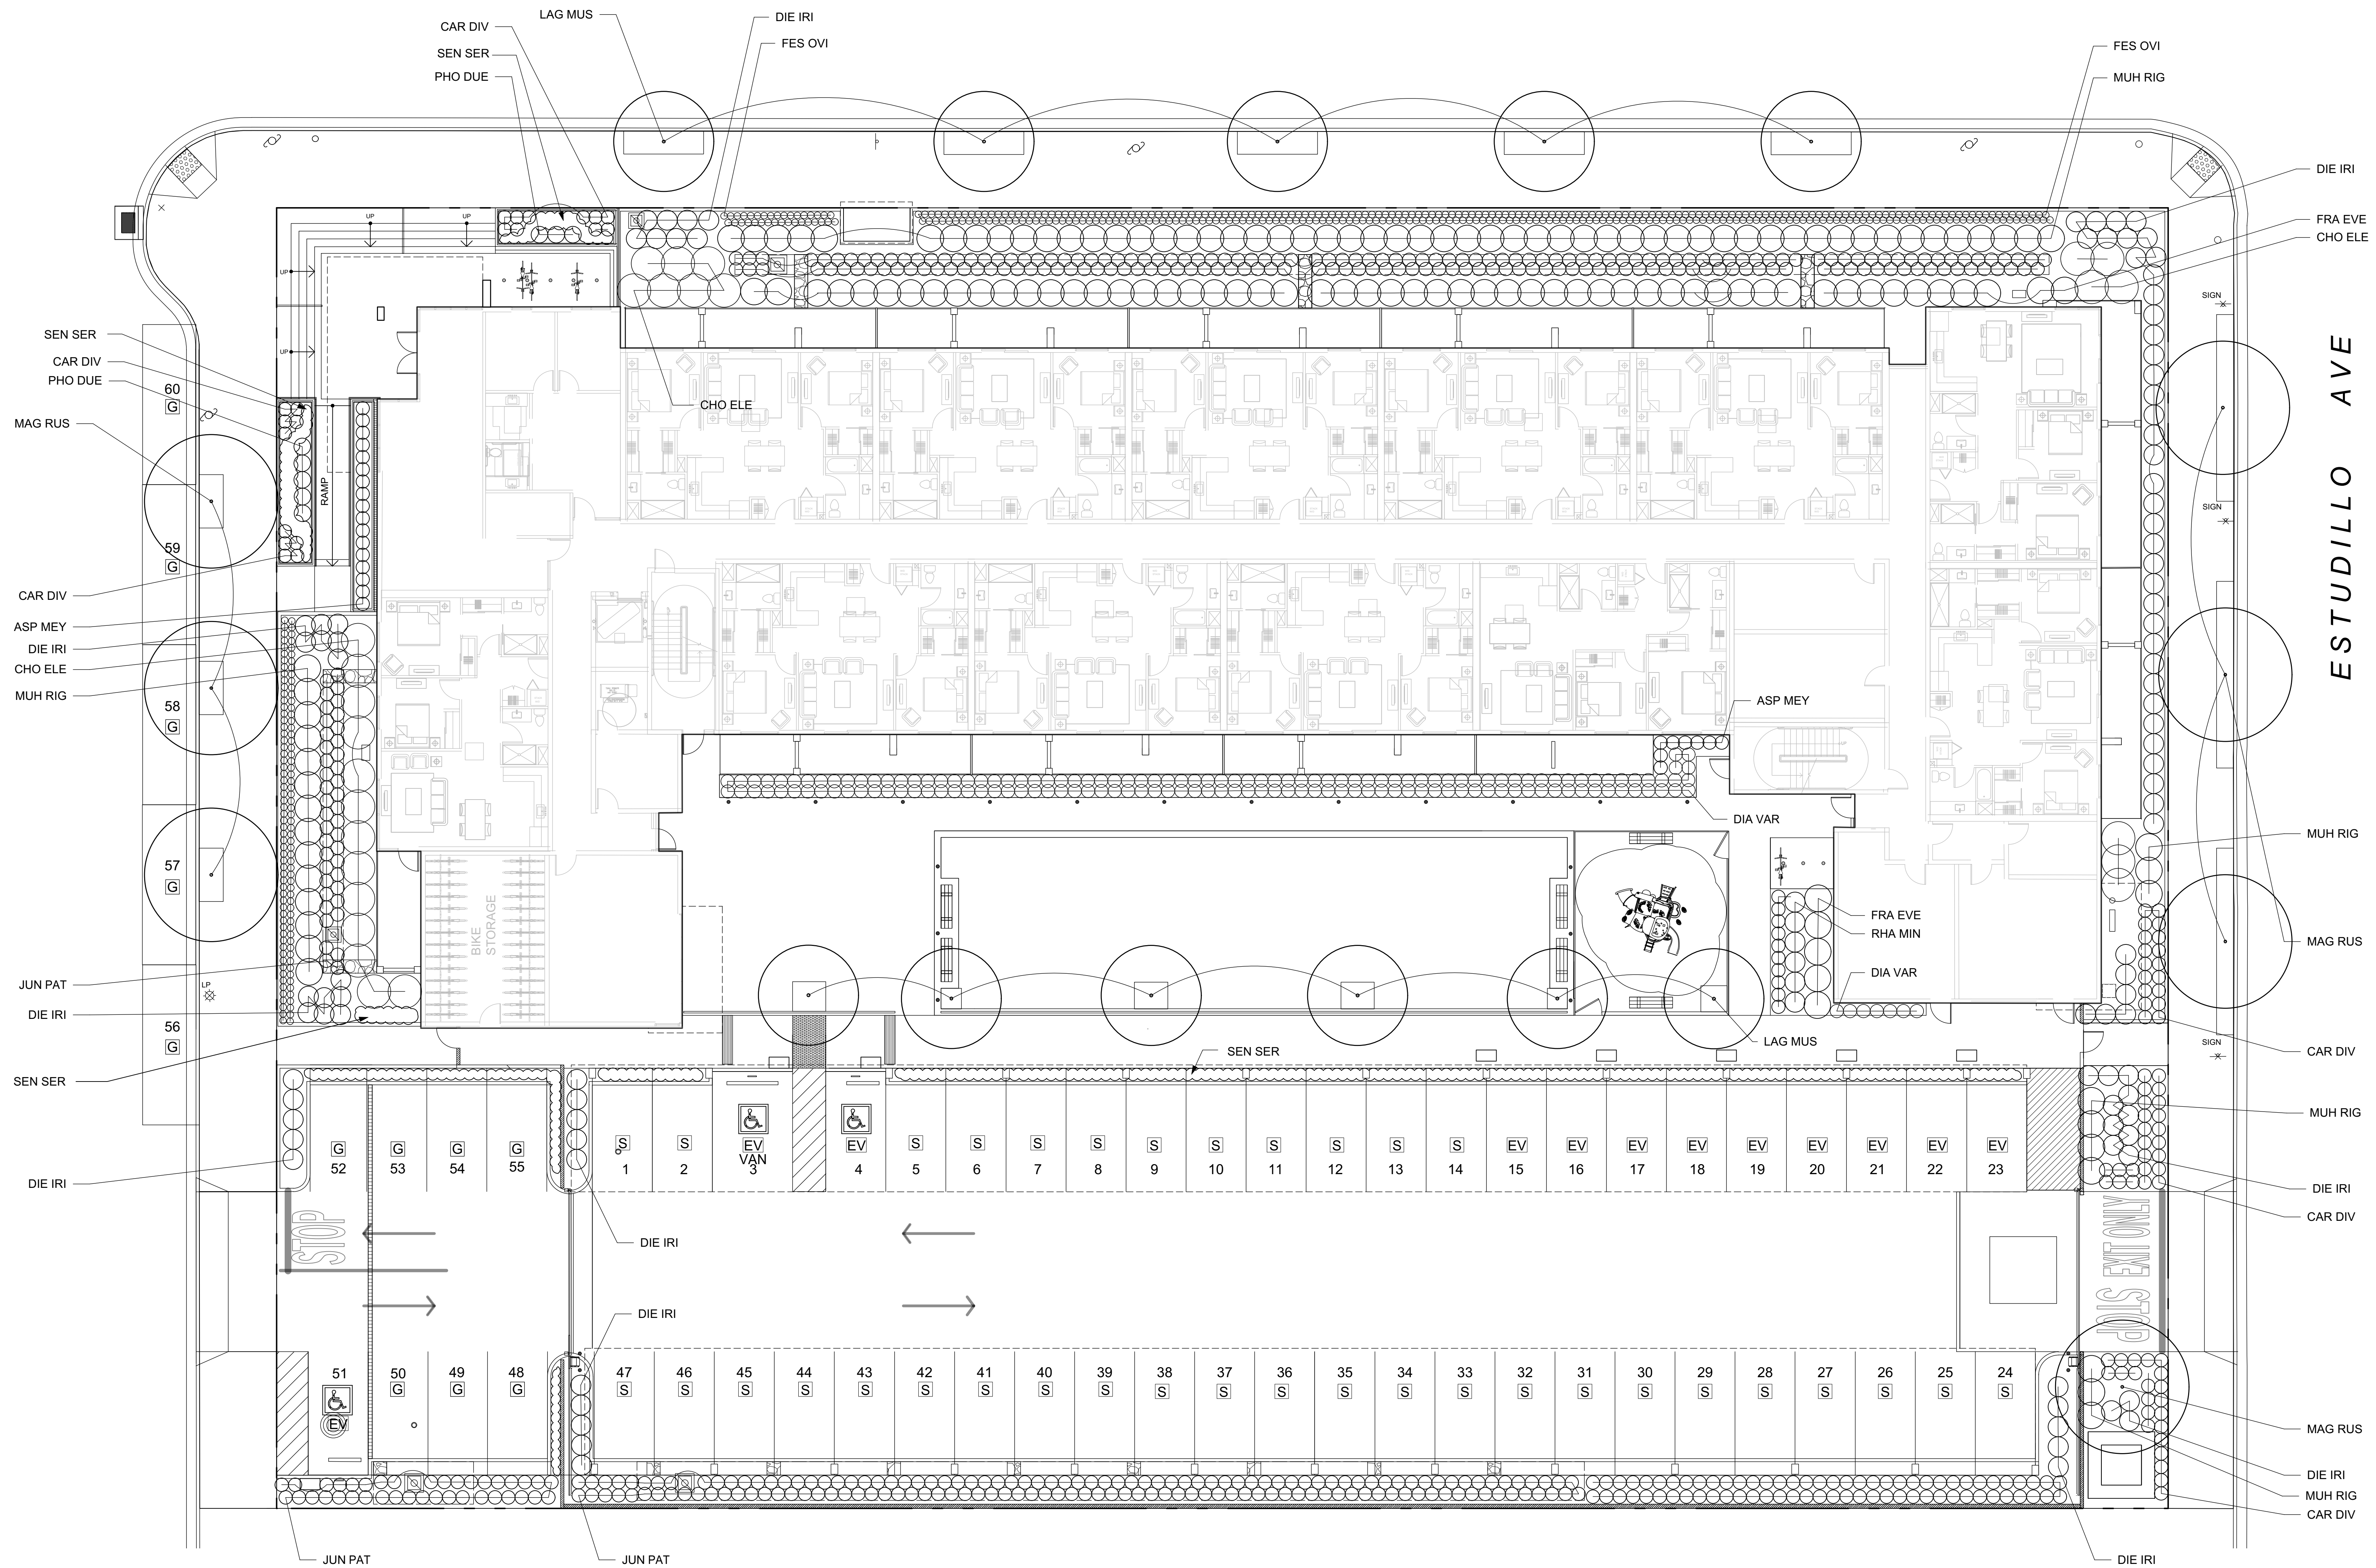 LAG MUS
DIE IRI
CAR DIV
FES OVI
SEN SER
PHO DUE
FES OVI
MUH RIG
DIE IRI
FRA EVE
CHO ELE
UP
UP
UP
UP
SIGN
SIGN
ESTUDILLO AVE
SEN SER
CAR DIV
PHO DUE
60
G
MAG RUS
CHO ELE
RAMP
59
G
CAR DIV
ASP MEY
DIE IRI
CHO ELE
MUH RIG
58
G
ASP MEY
DIA VAR
MUH RIG
57
G
BIKE
STORAGE
FRA EVE
RHA MIN
MAG RUS
DIA VAR
JUN PAT
LP
DIE IRI
56
G
SIGN
LAG MUS
SEN SER
CAR DIV
SEN SER
MUH RIG
G G G G S S EV EV S S S S S S S S S S EV EV EV EV EV EV EV EV EV
VAN
52 53 54 55 1 2 3 4 5 6 7 8 9 10 11 12 13 14 15 16 17 18 19 20 21 22 23
DIE IRI
DIE IRI
CAR DIV
STOP
DIE IRI
EXIT ONLY
STOP
DIE IRI
51 50 49 48 47 46 45 44 43 42 41 40 39 38 37 36 35 34 33 32 31 30 29 28 27 26 25 24
EV G G G S S S S S S S S S S S S S S S S S S S S S S S S
MAG RUS
DIE IRI
MUH RIG
CAR DIV
JUN PAT
JUN PAT
DIE IRI